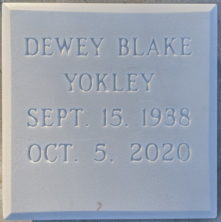 DEWEY BLAKE
YOKLEY
SEPT. 15. 1938
OCT. 5. 2020